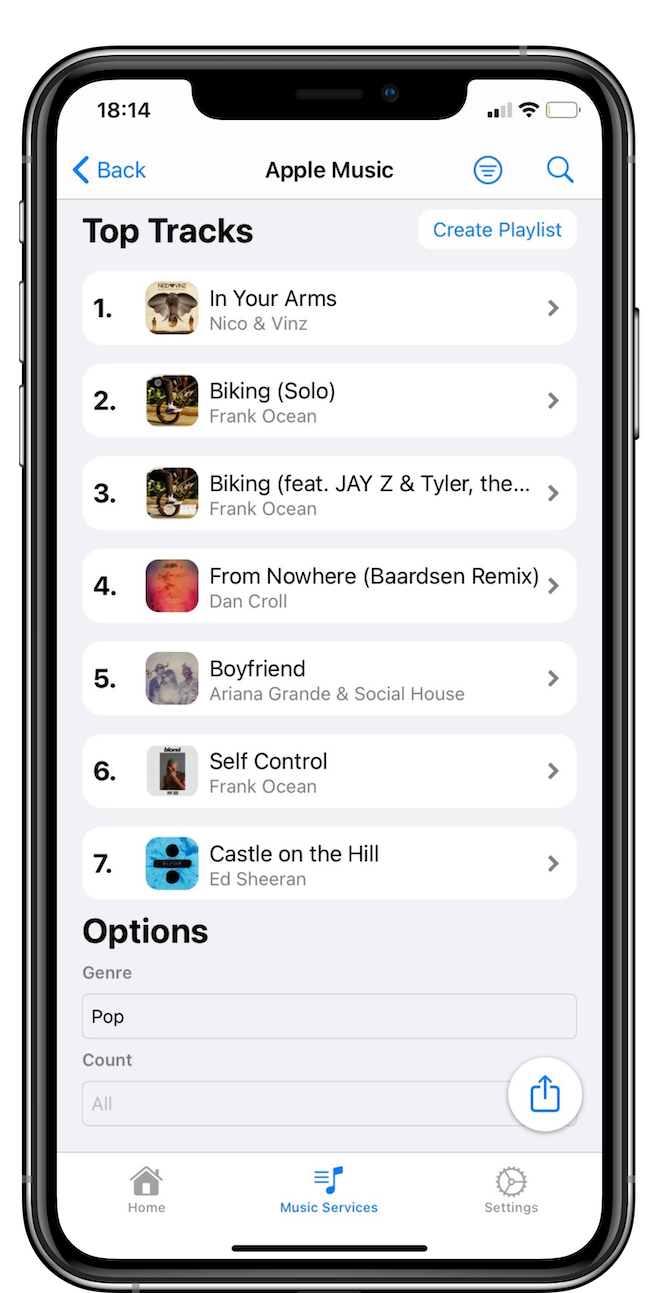 18:14
Back
Apple Music
Top Tracks
Create Playlist
1.
NICO♥VINZ
In Your Arms
Nico & Vinz
2.
Biking (Solo)
Frank Ocean
3.
Biking (feat. JAY Z & Tyler, the...
Frank Ocean
4.
From Nowhere (Baardsen Remix)
Dan Croll
5.
Boyfriend
Ariana Grande & Social House
6.
blond
Self Control
Frank Ocean
7.
Castle on the Hill
Ed Sheeran
Options
Genre
Pop
Count
All
Home
Music Services
Settings